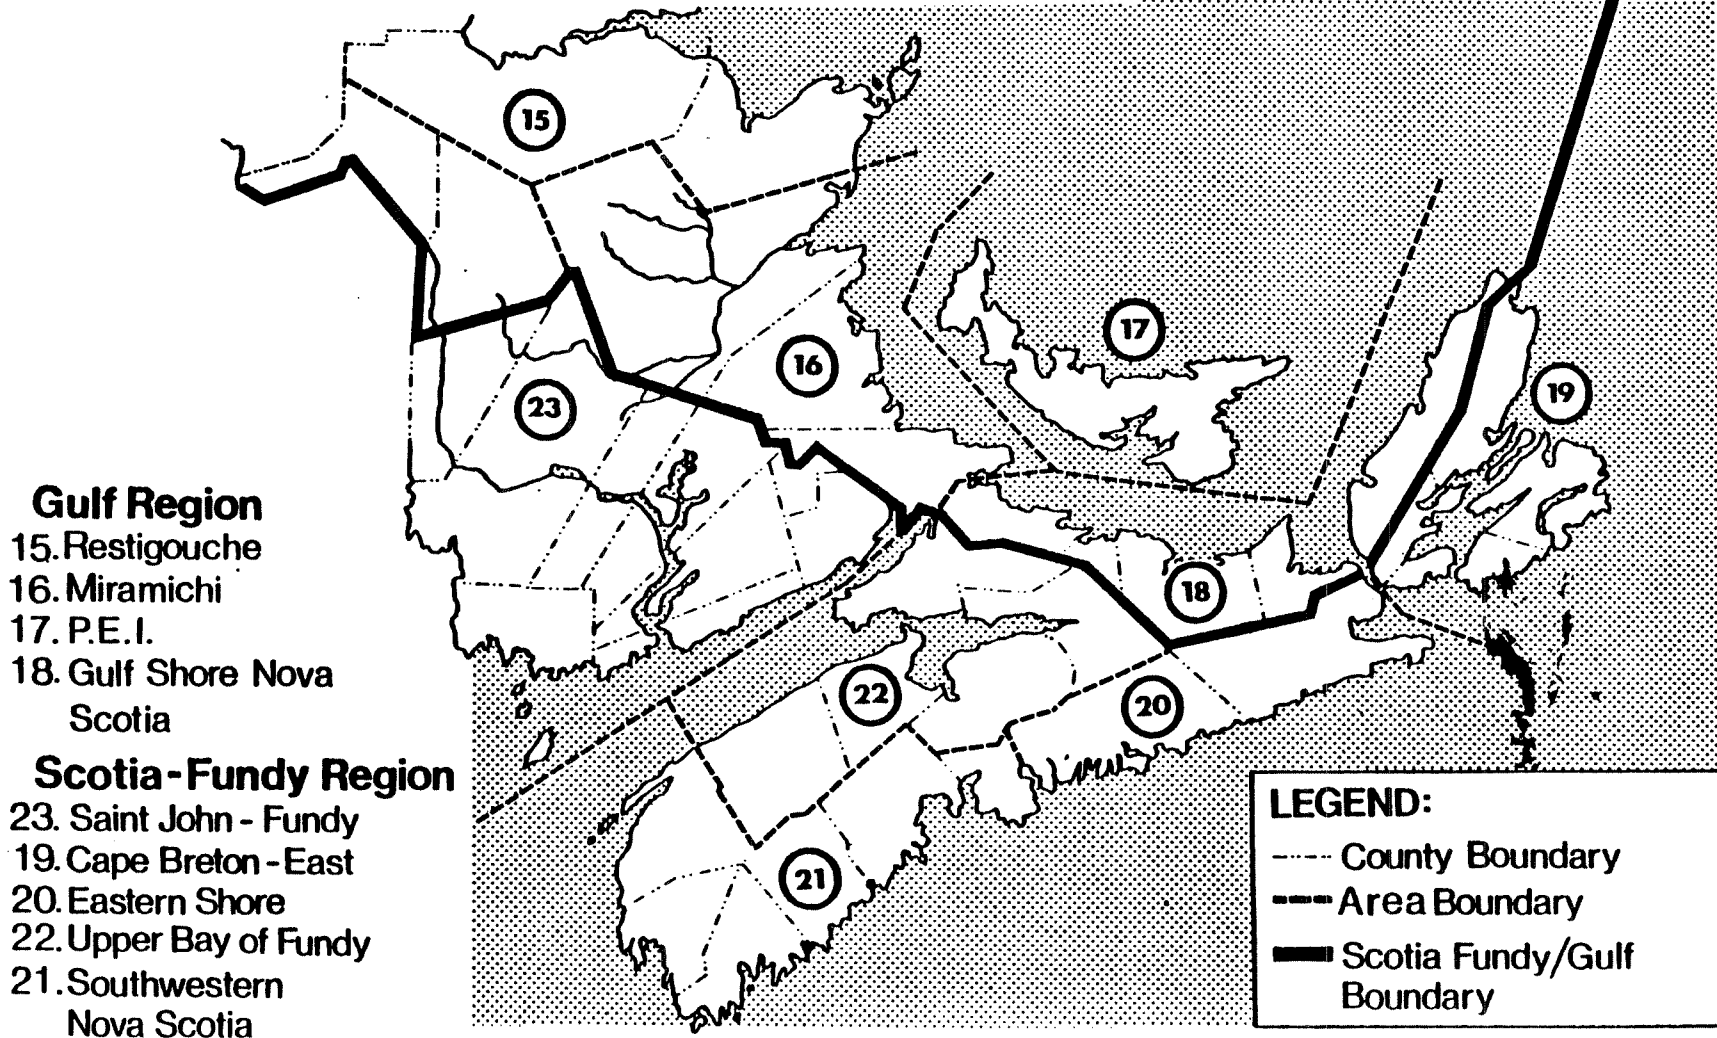 15
17
16
19
23
Gulf Region
15. Restigouche
16. Miramichi
17. P.E.I.
18. Gulf Shore Nova
Scotia
18
22
20
Scotia-Fundy Region
23. Saint John - Fundy
19. Cape Breton - East
20. Eastern Shore
22. Upper Bay of Fundy
21. Southwestern
Nova Scotia
21
LEGEND:
County Boundary
Area Boundary
Scotia Fundy/Gulf
Boundary